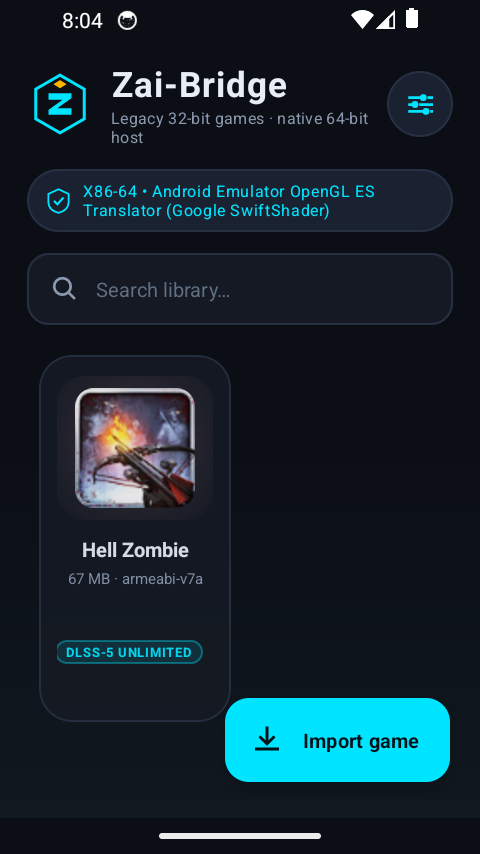 8:04
Zai-Bridge
Legacy 32-bit games · native 64-bit
host
X86-64 • Android Emulator OpenGL ES
Translator (Google SwiftShader)
Search library…
Hell Zombie
67 MB · armeabi-v7a
DLSS-5 UNLIMITED
Import game